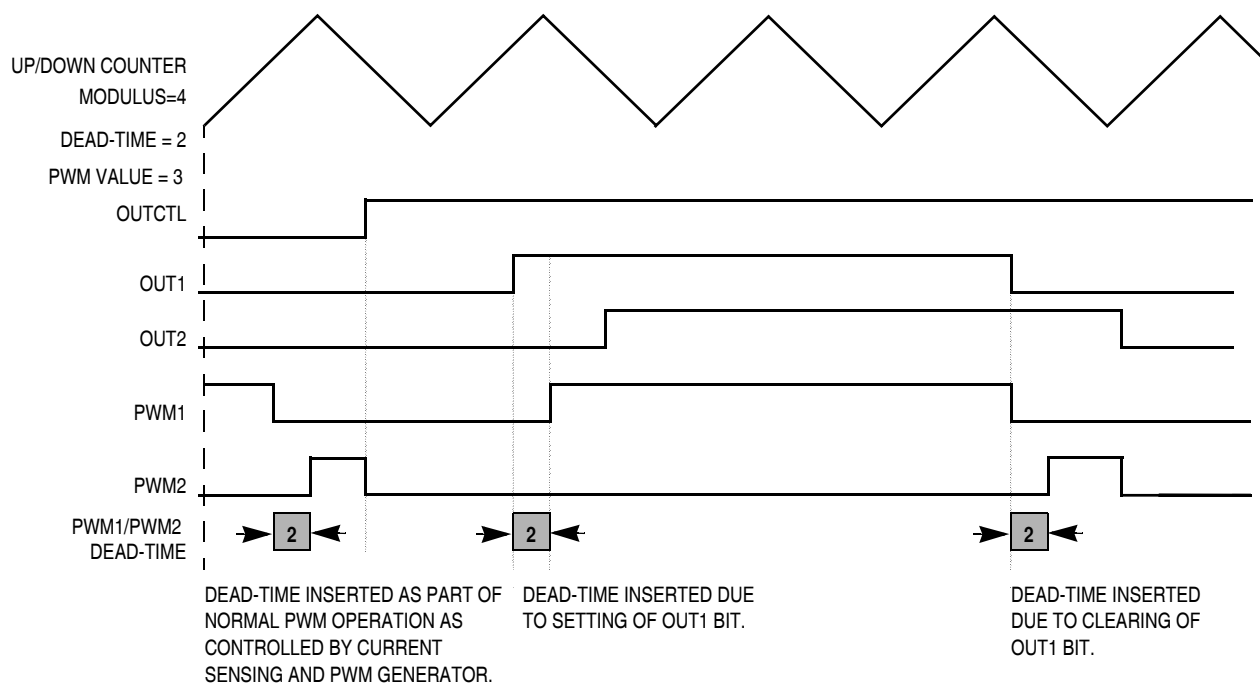 UP/DOWN COUNTER
MODULUS=4
DEAD-TIME = 2
PWM VALUE = 3
OUTCTL
OUT1
OUT2
PWM1
PWM2
PWM1/PWM2
DEAD-TIME
2
2
2
DEAD-TIME INSERTED AS PART OF
NORMAL PWM OPERATION AS
CONTROLLED BY CURRENT
SENSING AND PWM GENERATOR.
DEAD-TIME INSERTED DUE
TO SETTING OF OUT1 BIT.
DEAD-TIME INSERTED
DUE TO CLEARING OF
OUT1 BIT.